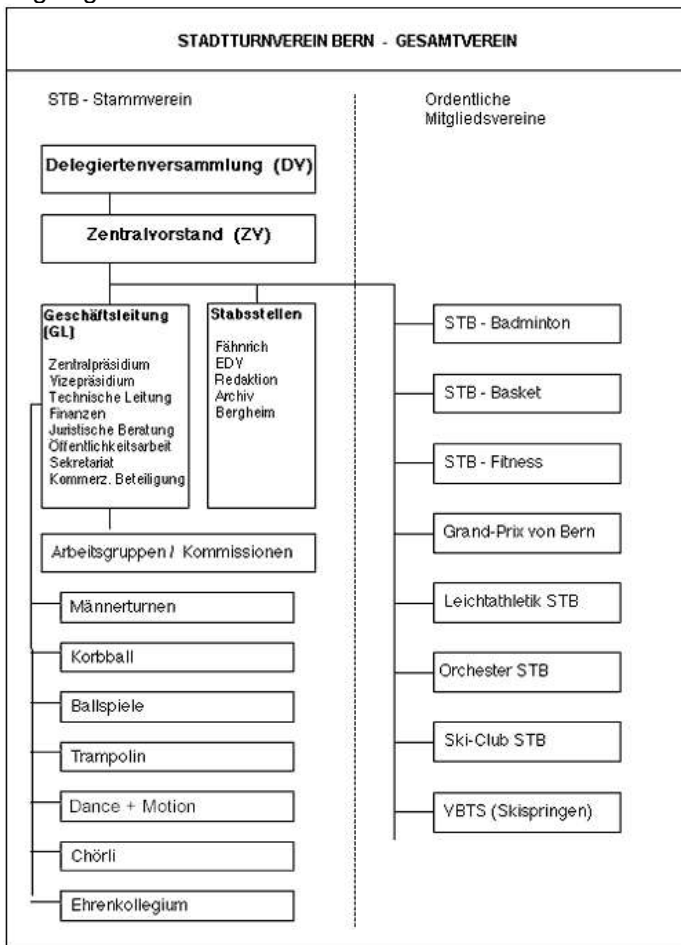 STADTTURNVEREIN BERN - GESAMTVEREIN
STB - Stammverein
Delegiertenversammlung (DV)
Zentralvorstand (ZV)
Geschäftsleitung
(GL)
Zentralpräsidium
Vizepräsidium
Technische Leitung
Finanzen
Juristische Beratung
Öffentlichkeitsarbeit
Sekretariat
Kommerz. Beteiligung
Stabsstellen
Fähnrich
EDV
Redaktion
Archiv
Bergheim
Arbeitsgruppen / Kommissionen
Männerturnen
Korbball
Ballspiele
Trampolin
Dance + Motion
Chörli
Ehrenkollegium
Ordentliche
Mitgliedsvereine
STB - Badminton
STB - Basket
STB - Fitness
Grand-Prix von Bern
Leichtathletik STB
Orchester STB
Ski-Club STB
VBTS (Skispringen)